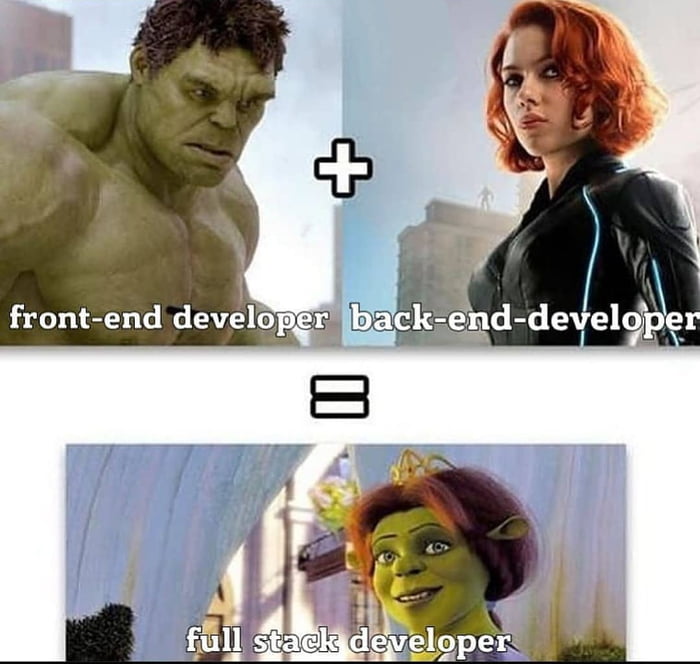 front-end developer
+
back-end-developer
=
full stack developer